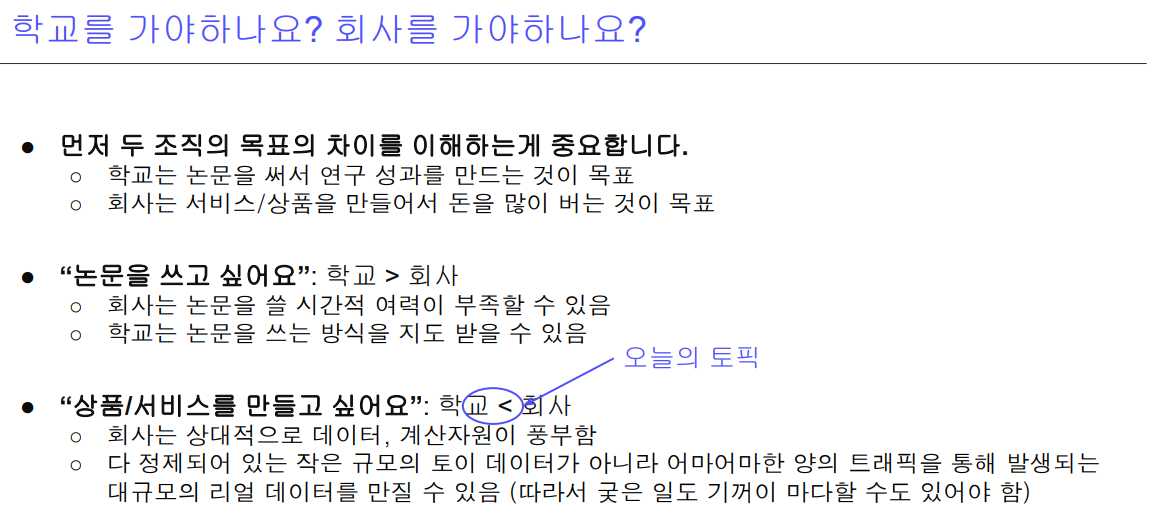 학교를 가야하나요? 회사를 가야하나요?
● 먼저 두 조직의 목표의 차이를 이해하는게 중요합니다.
○ 학교는 논문을 써서 연구 성과를 만드는 것이 목표
○ 회사는 서비스/상품을 만들어서 돈을 많이 버는 것이 목표
● “논문을 쓰고 싶어요”: 학교 > 회사
○ 회사는 논문을 쓸 시간적 여력이 부족할 수 있음
○ 학교는 논문을 쓰는 방식을 지도 받을 수 있음
오늘의 토픽
● “상품/서비스를 만들고 싶어요”: 학교 < 회사
○ 회사는 상대적으로 데이터, 계산자원이 풍부함
○ 다 정제되어 있는 작은 규모의 토이 데이터가 아니라 어마어마한 양의 트래픽을 통해 발생되는
대규모의 리얼 데이터를 만질 수 있음 (따라서 궂은 일도 기꺼이 마다할 수도 있어야 함)